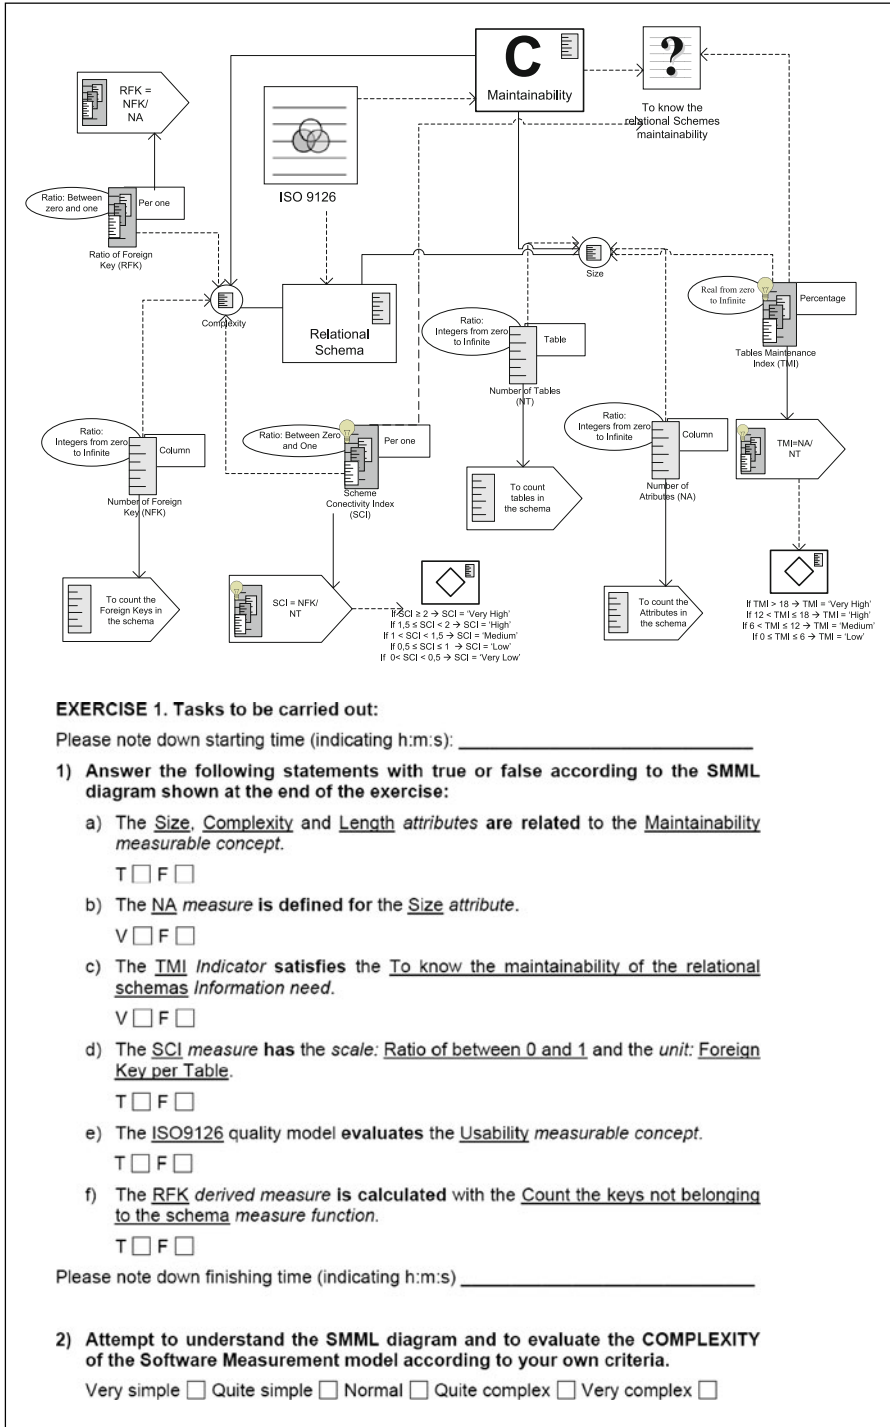 C
Maintainability
?
To know the
relational Schemes
maintainability
RFK =
NFK/
NA
ISO 9126
Ratio: Between
zero and one
Per one
Ratio of Foreign
Key (RFK)
Size
Complexity
Relational
Schema
Ratio:
Integers from zero
to Infinite
Table
Number of Tables
(NT)
Real from zero
to Infinite
Percentage
Tables Maintenance
Index (TMI)
Ratio:
Integers from zero
to Infinite
Column
Number of Foreign
Key (NFK)
Ratio: Between Zero
and One
Per one
Scheme
Conectivity Index
(SCI)
Ratio:
Integers from zero
to Infinite
Column
Number of
Atributes (NA)
TMI=NA/
NT
To count
tables in
the schema
To count the
Foreign Keys in
the schema
SCI = NFK/
NT
If SCI ≥ 2 → SCI = 'Very High'
If 1,5 ≤ SCI < 2 → SCI = 'High'
If 1 < SCI < 1,5 → SCI = 'Medium'
If 0,5 ≤ SCI ≤ 1 → SCI = 'Low'
If 0< SCI < 0,5 → SCI = 'Very Low'
To count the
Attributes in
the schema
If TMI > 18 → TMI = 'Very High'
If 12 < TMI ≤ 18 → TMI = 'High'
If 6 < TMI ≤ 12 → TMI = 'Medium'
If 0 ≤ TMI ≤ 6 → TMI = 'Low'
EXERCISE 1. Tasks to be carried out:
Please note down starting time (indicating h:m:s):
1) Answer the following statements with true or false according to the SMML
diagram shown at the end of the exercise:
a) The Size, Complexity and Length attributes are related to the Maintainability
measurable concept.
T □ F □
b) The NA measure is defined for the Size attribute.
V □ F □
c) The TMI Indicator satisfies the To know the maintainability of the relational
schemas Information need.
V □ F □
d) The SCI measure has the scale: Ratio of between 0 and 1 and the unit: Foreign
Key per Table.
T □ F □
e) The ISO9126 quality model evaluates the Usability measurable concept.
T □ F □
f) The RFK derived measure is calculated with the Count the keys not belonging
to the schema measure function.
T □ F □
Please note down finishing time (indicating h:m:s)
2) Attempt to understand the SMML diagram and to evaluate the COMPLEXITY
of the Software Measurement model according to your own criteria.
Very simple □ Quite simple □ Normal □ Quite complex □ Very complex □